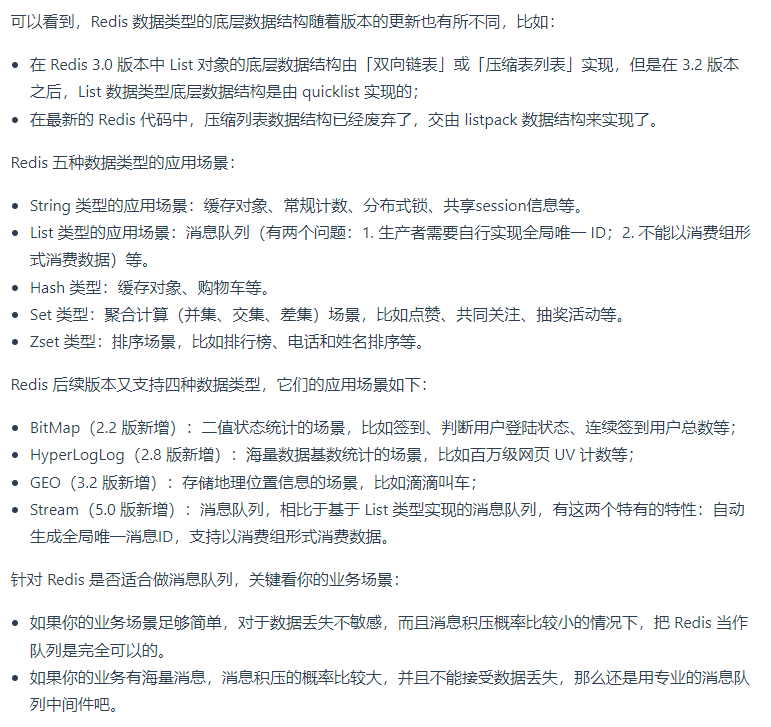 可以看到，Redis 数据类型的底层数据结构随着版本的更新也有所不同，比如：
在 Redis 3.0 版本中 List 对象的底层数据结构由「双向链表」或「压缩表列表」实现，但是在 3.2 版本
之后，List 数据类型底层数据结构是由 quicklist 实现的；
在最新的 Redis 代码中，压缩列表数据结构已经废弃了，交由 listpack 数据结构来实现了。
Redis 五种数据类型的应用场景：
String 类型的应用场景：缓存对象、常规计数、分布式锁、共享session信息等。
List 类型的应用场景：消息队列（有两个问题：1. 生产者需要自行实现全局唯一 ID；2. 不能以消费组形
式消费数据）等。
Hash 类型：缓存对象、购物车等。
Set 类型：聚合计算（并集、交集、差集）场景，比如点赞、共同关注、抽奖活动等。
Zset 类型：排序场景，比如排行榜、电话和姓名排序等。
Redis 后续版本又支持四种数据类型，它们的应用场景如下：
BitMap（2.2 版新增）：二值状态统计的场景，比如签到、判断用户登陆状态、连续签到用户总数等；
HyperLogLog（2.8 版新增）：海量数据基数统计的场景，比如百万级网页 UV 计数等；
GEO（3.2 版新增）：存储地理位置信息的场景，比如滴滴叫车；
Stream（5.0 版新增）：消息队列，相比于基于 List 类型实现的消息队列，有这两个特有的特性：自动
生成全局唯一消息ID，支持以消费组形式消费数据。
针对 Redis 是否适合做消息队列，关键看你的业务场景：
如果你的业务场景足够简单，对于数据丢失不敏感，而且消息积压概率比较小的情况下，把 Redis 当作
队列是完全可以的。
如果你的业务有海量消息，消息积压的概率比较大，并且不能接受数据丢失，那么还是用专业的消息队
列中间件吧。